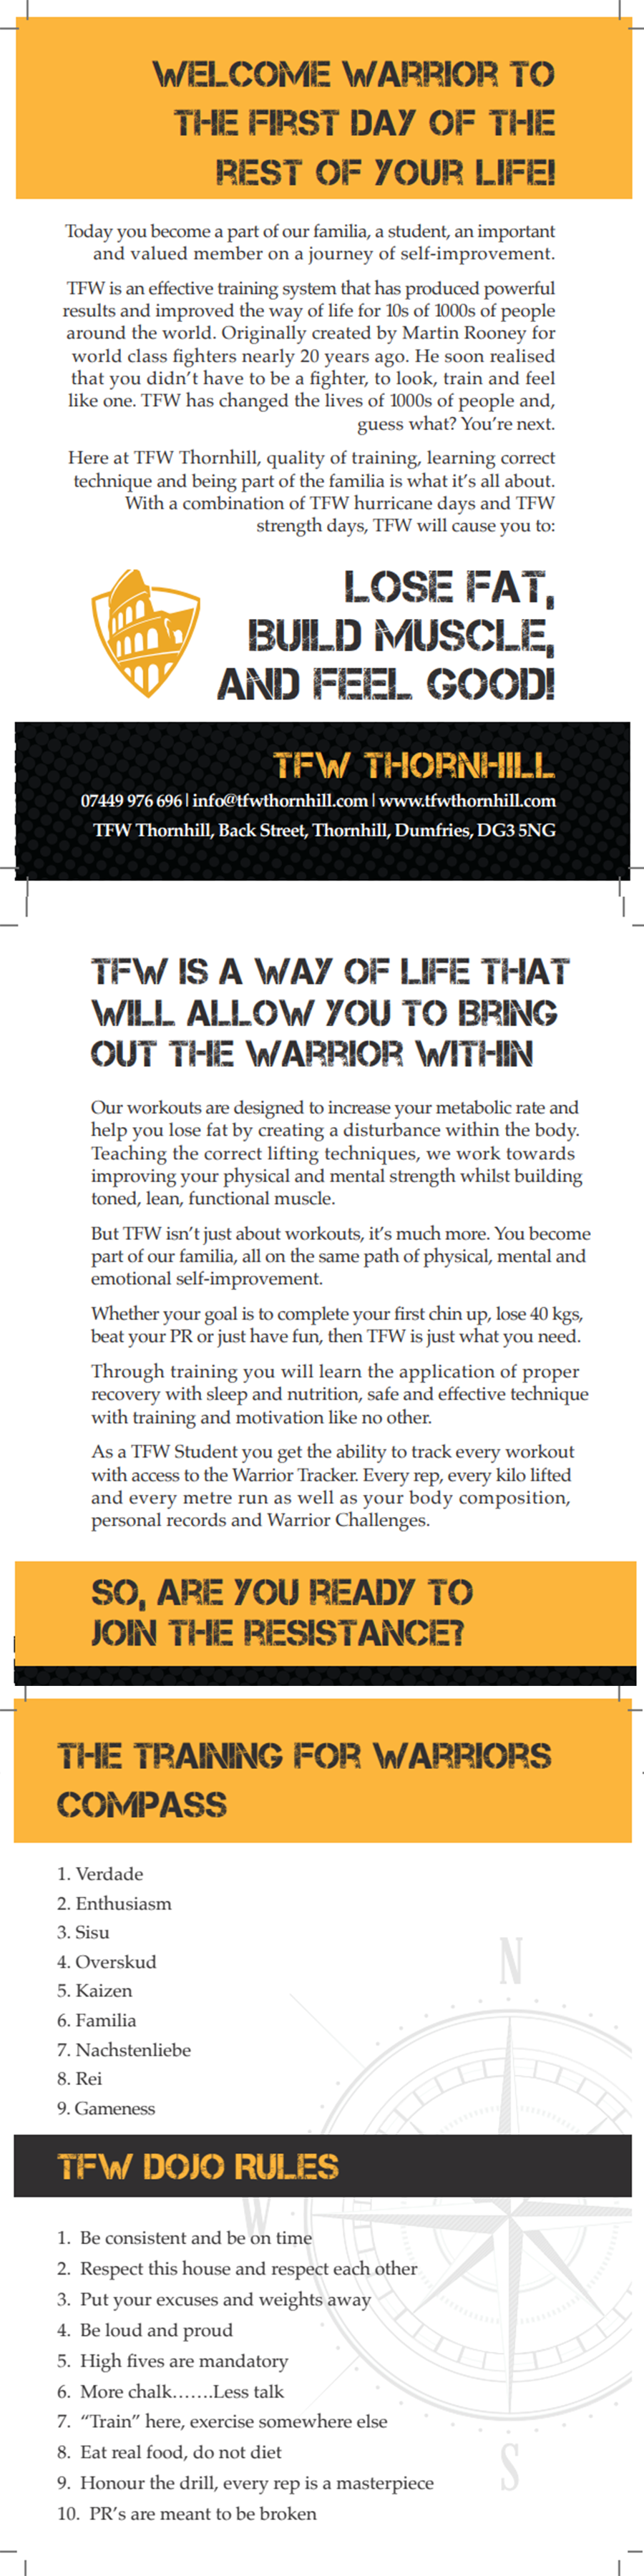 WELCOME WARRIOR TO
THE FIRST DAY OF THE
REST OF YOUR LIFE!
Today you become a part of our familia, a student, an important
and valued member on a journey of self-improvement.
TFW is an effective training system that has produced powerful
results and improved the way of life for 10s of 1000s of people
around the world. Originally created by Martin Rooney for
world class fighters nearly 20 years ago. He soon realised
that you didn't have to be a fighter, to look, train and feel
like one. TFW has changed the lives of 1000s of people and,
guess what? You're next.
Here at TFW Thornhill, quality of training, learning correct
technique and being part of the familia is what it's all about.
With a combination of TFW hurricane days and TFW
strength days, TFW will cause you to:
LOSE FAT,
BUILD MUSCLE,
AND FEEL GOOD!
TFW THORNHILL
07449 976 696 | info@tfwthornhill.com | www.tfwthornhill.com
TFW Thornhill, Back Street, Thornhill, Dumfries, DG3 5NG
TFW IS A WAY OF LIFE THAT
WILL ALLOW YOU TO BRING
OUT THE WARRIOR WITHIN
Our workouts are designed to increase your metabolic rate and
help you lose fat by creating a disturbance within the body.
Teaching the correct lifting techniques, we work towards
improving your physical and mental strength whilst building
toned, lean, functional muscle.
But TFW isn't just about workouts, it's much more. You become
part of our familia, all on the same path of physical, mental and
emotional self-improvement.
Whether your goal is to complete your first chin up, lose 40 kgs,
beat your PR or just have fun, then TFW is just what you need.
Through training you will learn the application of proper
recovery with sleep and nutrition, safe and effective technique
with training and motivation like no other.
As a TFW Student you get the ability to track every workout
with access to the Warrior Tracker. Every rep, every kilo lifted
and every metre run as well as your body composition,
personal records and Warrior Challenges.
SO, ARE YOU READY TO
JOIN THE RESISTANCE?
THE TRAINING FOR WARRIORS
COMPASS
1. Verdade
2. Enthusiasm
3. Sisu
4. Overskud
5. Kaizen
6. Familia
7. Nachstenliebe
8. Rei
9. Gameness
N
TFW DOJO RULES
W
1. Be consistent and be on time
2. Respect this house and respect each other
3. Put your excuses and weights away
4. Be loud and proud
5. High fives are mandatory
6. More chalk…….Less talk
7. "Train" here, exercise somewhere else
8. Eat real food, do not diet
9. Honour the drill, every rep is a masterpiece
10. PR's are meant to be broken
S